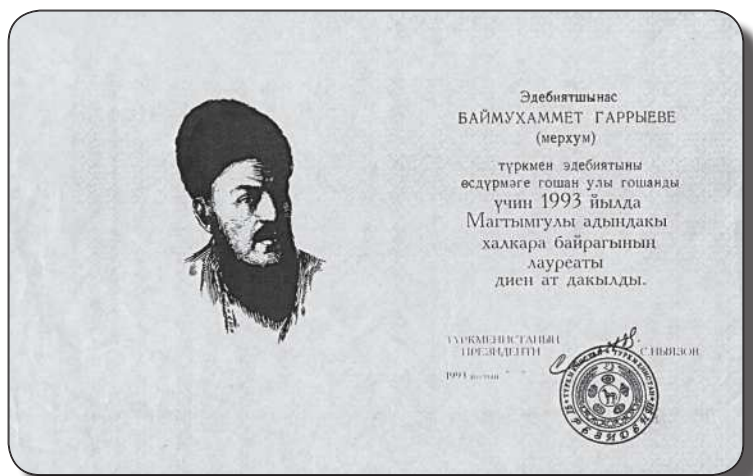 Эдебиятшынас
БАЙМУХАММЕТ ГАРРЫЕВЕ
(мерхум)
түркмен эдебиятыны
өсдүрмәге гошан улы гошанды
үчин 1993 йылда
Магтымгулы адындакы
халкара байрагының
лауреаты
диен ат дакылды.
ТҮРКМЕНИСТАНЫҢ
ПРЕЗИДЕНТИ
С.НЫЯЗОВ
1993